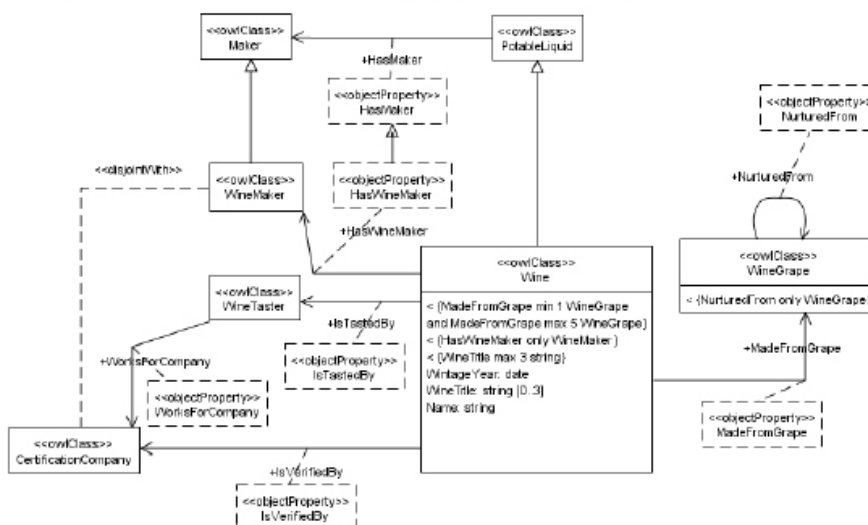 <<owlClass>>
Maker
<<owlClass>>
PotableLiquid
+HasMaker
<<objectProperty>>
HasMaker
<<objectProperty>>
NurturedFrom
<<disjointWith>>
<<owlClass>>
WineMaker
<<objectProperty>>
HasWineMaker
+NurturedFrom
+HasWineMaker
<<owlClass>>
Wine
<<owlClass>>
WineGrape
<<owlClass>>
WineTaster
< {MadeFromGrape min 1 WineGrape
and MadeFromGrape max 5 WineGrape}
< {HasWineMaker only WineMaker}
< {WineTitle max 3 string}
WintageYear: date
WineTitle: string [0..3]
Name: string
< {NurturedFrom only WineGrape
+IsTastedBy
<<objectProperty>>
IsTastedBy
+MadeFromGrape
+WorksForCompany
<<objectProperty>>
WorksForCompany
<<objectProperty>>
MadeFromGrape
<<owlClass>>
CertificationCompany
+IsVerifiedBy
<<objectProperty>>
IsVerifiedBy